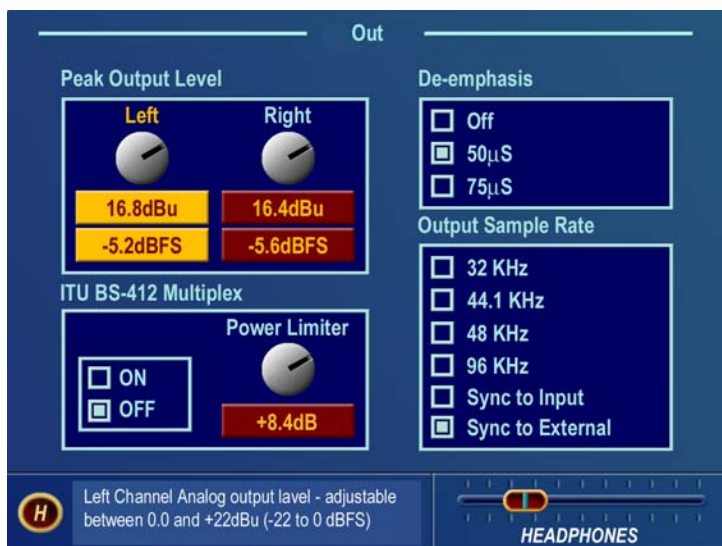 Out
Peak Output Level
Left
Right
16.8dBu
16.4dBu
-5.2dBFS
-5.6dBFS
ITU BS-412 Multiplex
Power Limiter
ON
OFF
+8.4dB
De-emphasis
Off
50µS
75µS
Output Sample Rate
32 KHz
44.1 KHz
48 KHz
96 KHz
Sync to Input
Sync to External
H
Left Channel Analog output lavel - adjustable
between 0.0 and +22dBu (-22 to 0 dBFS)
HEADPHONES